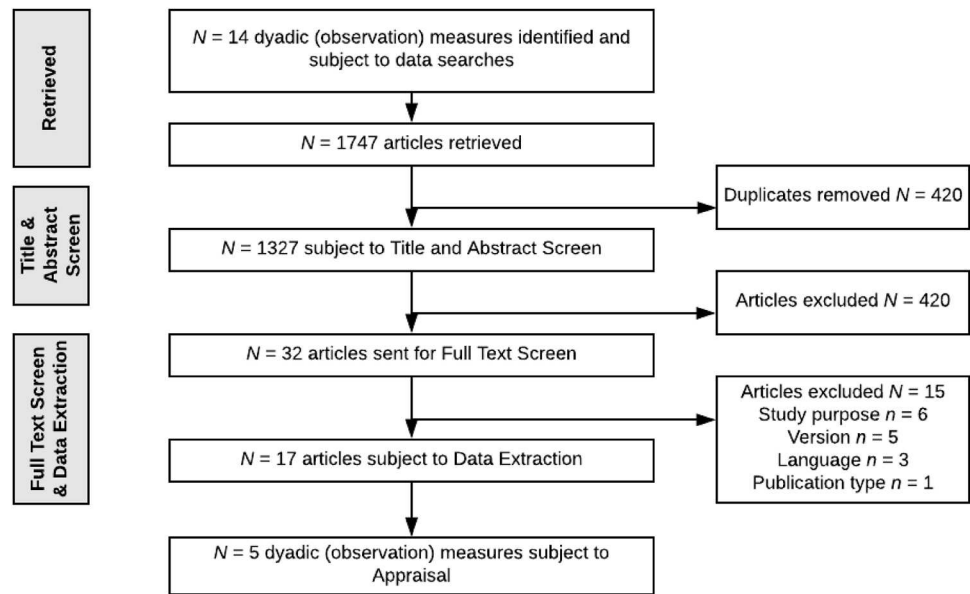 Retrieved
N = 14 dyadic (observation) measures identified and
subject to data searches
N = 1747 articles retrieved
Duplicates removed N = 420
Title &
Abstract
Screen
N = 1327 subject to Title and Abstract Screen
Articles excluded N = 420
Full Text Screen
& Data Extraction
N = 32 articles sent for Full Text Screen
Articles excluded N = 15
Study purpose n = 6
Version n = 5
Language n = 3
Publication type n = 1
N = 17 articles subject to Data Extraction
N = 5 dyadic (observation) measures subject to
Appraisal